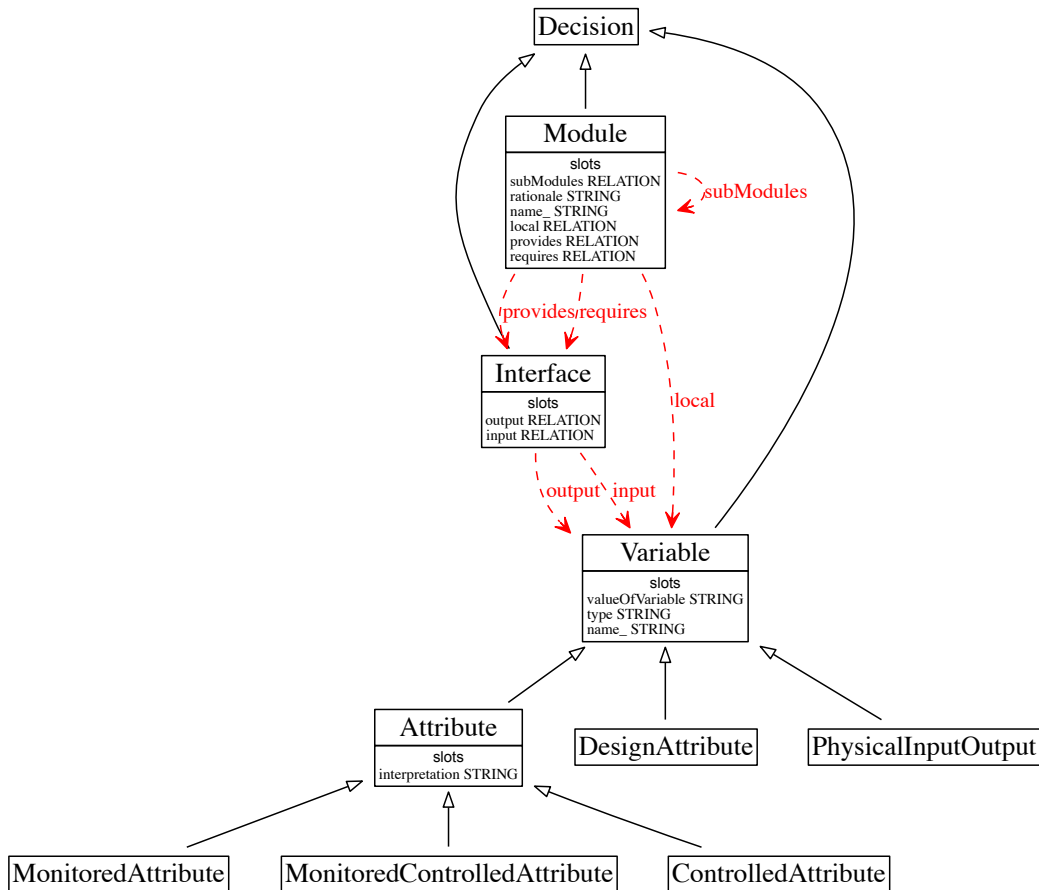 Decision
Module
slots
subModules RELATION
rationale STRING
name_ STRING
local RELATION
provides RELATION
requires RELATION
subModules
provides
requires
Interface
slots
output RELATION
input RELATION
local
output
input
Variable
slots
valueOfVariable STRING
type STRING
name_ STRING
Attribute
slots
interpretation STRING
DesignAttribute
PhysicalInputOutput
MonitoredAttribute
MonitoredControlledAttribute
ControlledAttribute